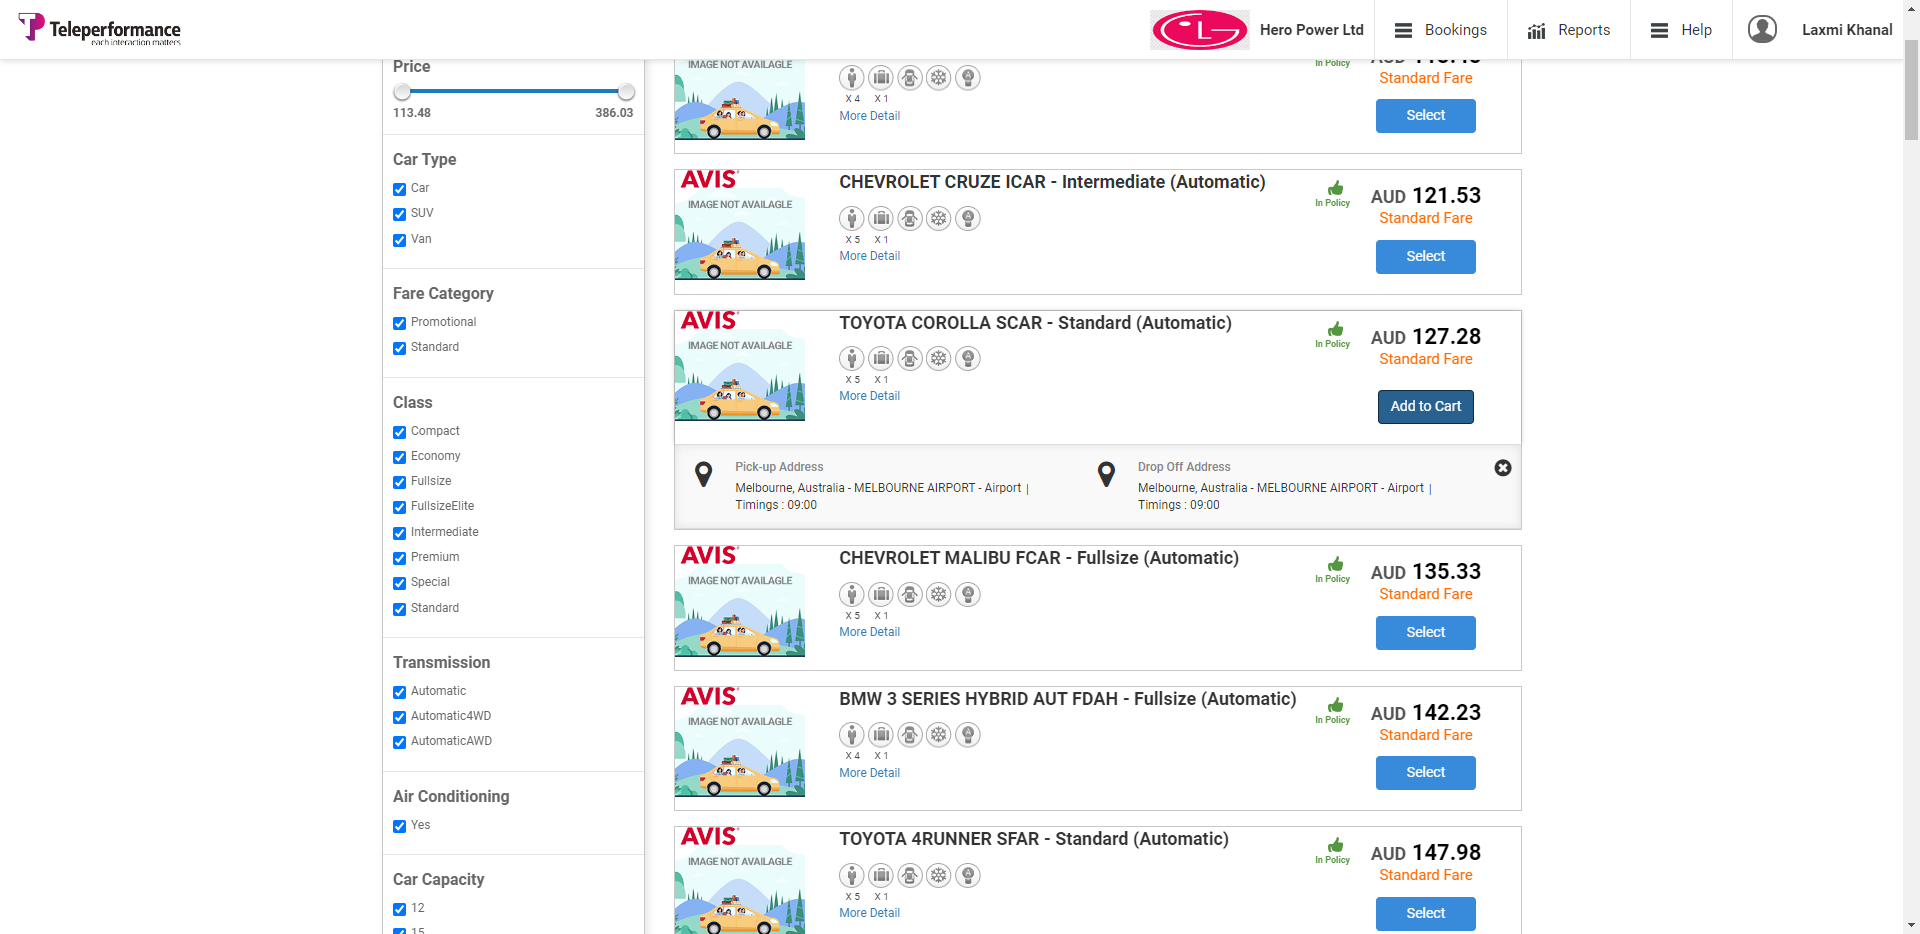 Teleperformance
each interaction matters
LG
Hero Power Ltd
Bookings
Reports
Help
Laxmi Khanal
Price
113.48
386.03
Car Type
Car
SUV
Van
Fare Category
Promotional
Standard
Class
Compact
Economy
Fullsize
FullsizeElite
Intermediate
Premium
Special
Standard
Transmission
Automatic
Automatic4WD
AutomaticAWD
Air Conditioning
Yes
Car Capacity
12
15
IMAGE NOT AVAILAGLE
X 4 X 1
More Detail
In Policy
Standard Fare
Select
AVIS
IMAGE NOT AVAILAGLE
CHEVROLET CRUZE ICAR - Intermediate (Automatic)
X 5 X 1
More Detail
In Policy
AUD 121.53
Standard Fare
Select
AVIS
IMAGE NOT AVAILAGLE
TOYOTA COROLLA SCAR - Standard (Automatic)
X 5 X 1
More Detail
In Policy
AUD 127.28
Standard Fare
Add to Cart
Pick-up Address
Melbourne, Australia - MELBOURNE AIRPORT - Airport |
Timings : 09:00
Drop Off Address
Melbourne, Australia - MELBOURNE AIRPORT - Airport |
Timings : 09:00
AVIS
IMAGE NOT AVAILAGLE
CHEVROLET MALIBU FCAR - Fullsize (Automatic)
X 5 X 1
More Detail
In Policy
AUD 135.33
Standard Fare
Select
AVIS
IMAGE NOT AVAILAGLE
BMW 3 SERIES HYBRID AUT FDAH - Fullsize (Automatic)
X 4 X 1
More Detail
In Policy
AUD 142.23
Standard Fare
Select
AVIS
IMAGE NOT AVAILAGLE
TOYOTA 4RUNNER SFAR - Standard (Automatic)
X 5 X 1
More Detail
In Policy
AUD 147.98
Standard Fare
Select